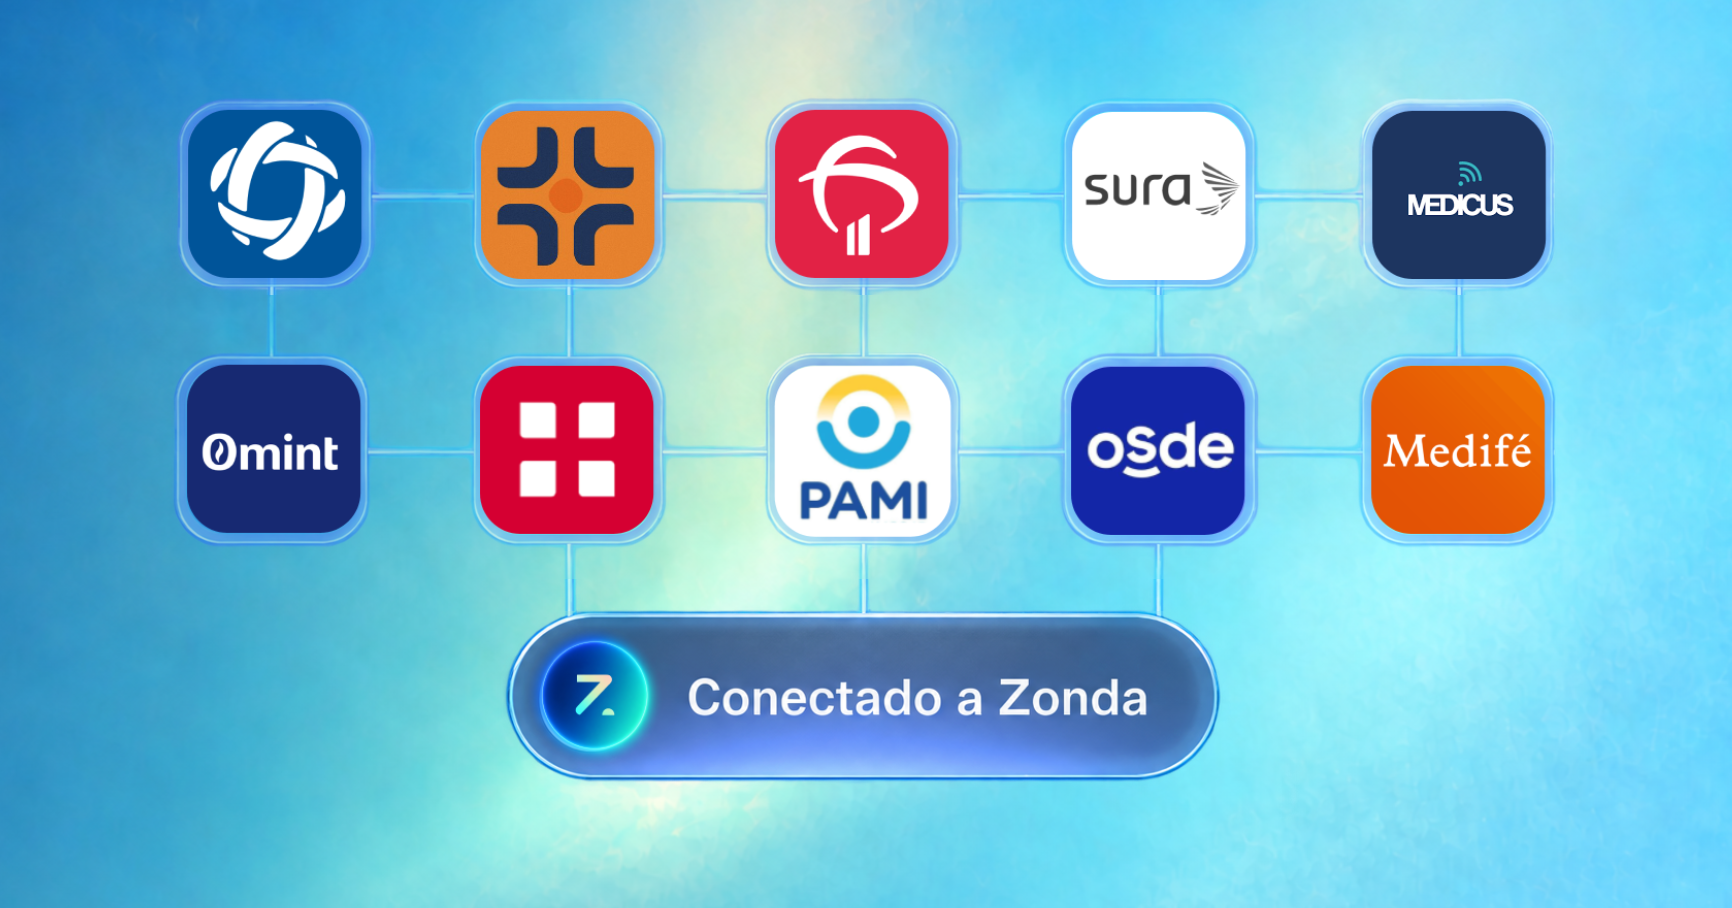 sura
MEDICUS
Omint
PAMI
osde
Medifé
Conectado a Zonda